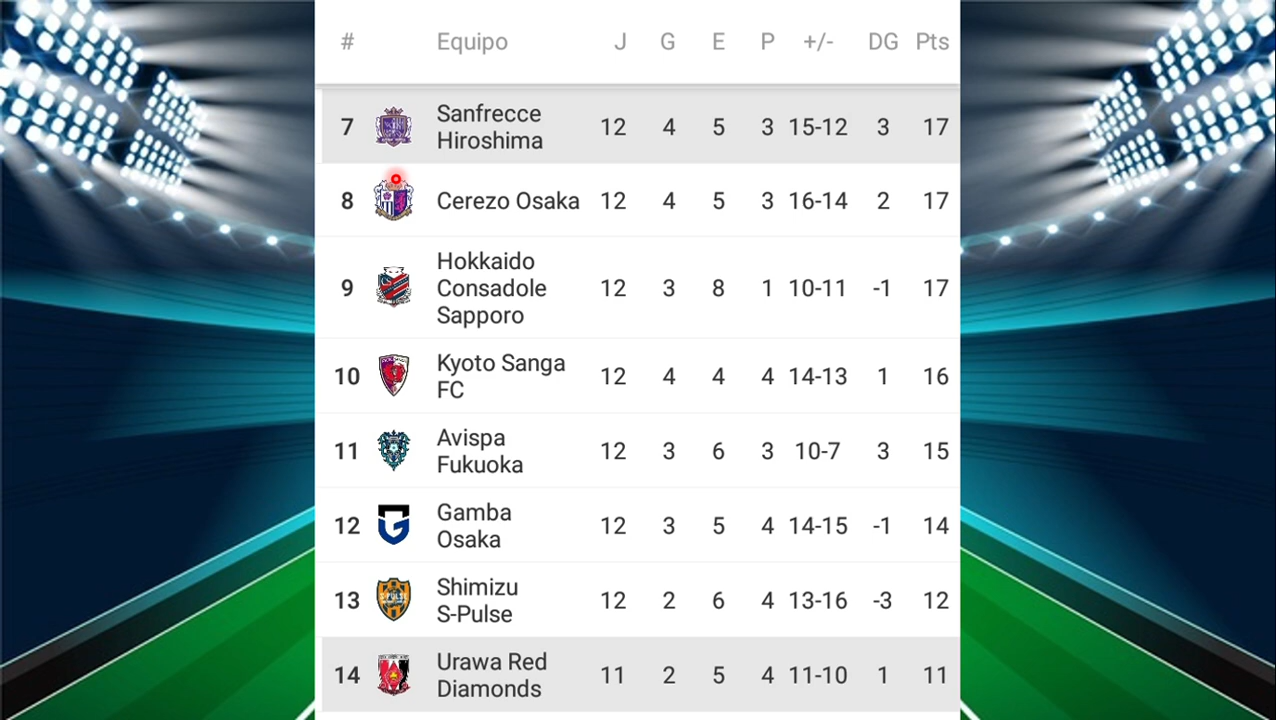 # Equipo J G E P +/- DG Pts
7 Sanfrecce Hiroshima 12 4 5 3 15-12 3 17
8 Cerezo Osaka 12 4 5 3 16-14 2 17
9 Hokkaido Consadole Sapporo 12 3 8 1 10-11 -1 17
10 Kyoto Sanga FC 12 4 4 4 14-13 1 16
11 Avispa Fukuoka 12 3 6 3 10-7 3 15
12 Gamba Osaka 12 3 5 4 14-15 -1 14
13 Shimizu S-Pulse 12 2 6 4 13-16 -3 12
14 Urawa Red Diamonds 11 2 5 4 11-10 1 11